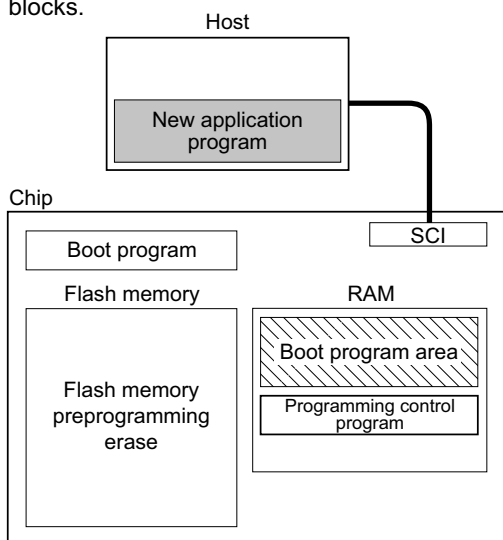 blocks.
Host
New application
program
Chip
SCI
Boot program
Flash memory
RAM
Boot program area
Flash memory
preprogramming
erase
Programming control
program